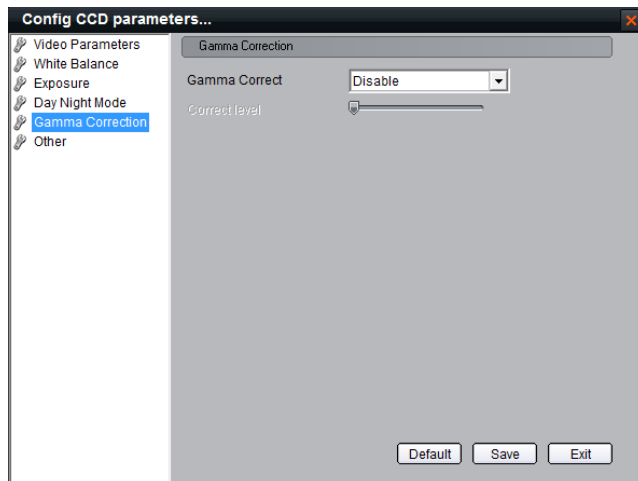 Config CCD parameters...
Video Parameters
White Balance
Exposure
Day Night Mode
Gamma Correction
Other
Gamma Correction
Gamma Correct
Disable
Correct level
Default
Save
Exit